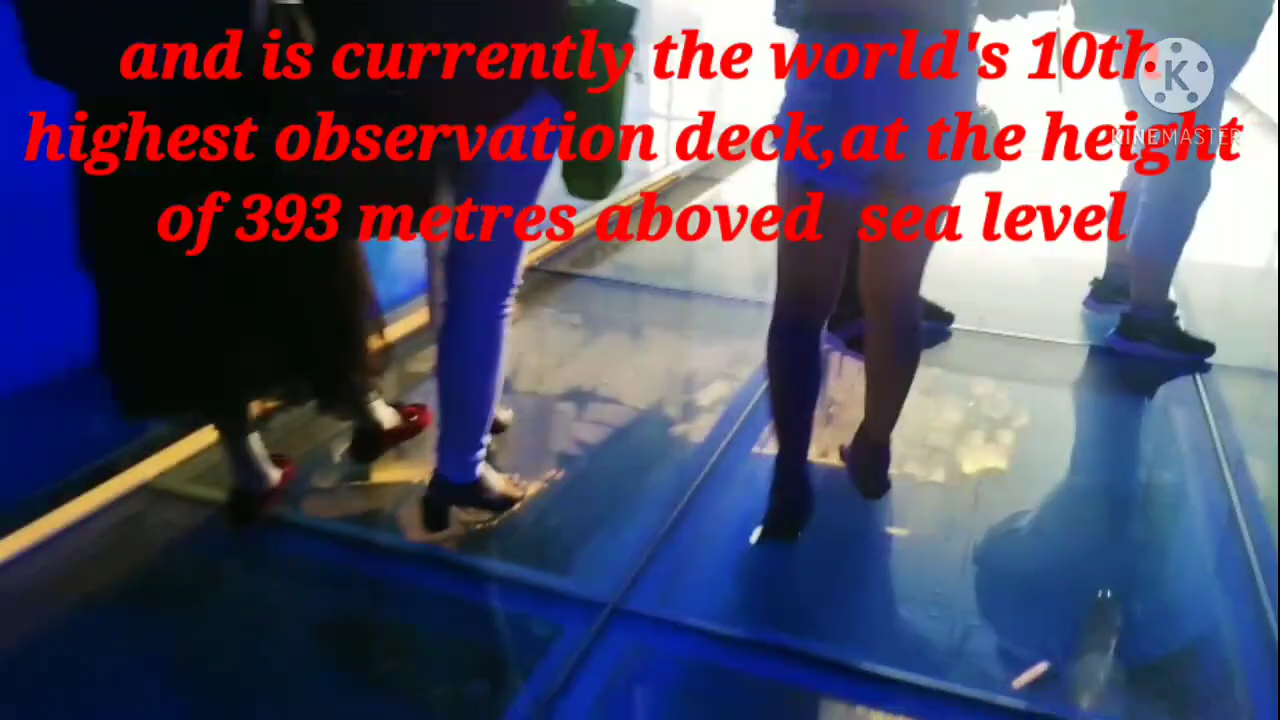 and is currently the world's 10th
highest observation deck,at the height
of 393 metres aboved  sea level
K
KINEMASTER